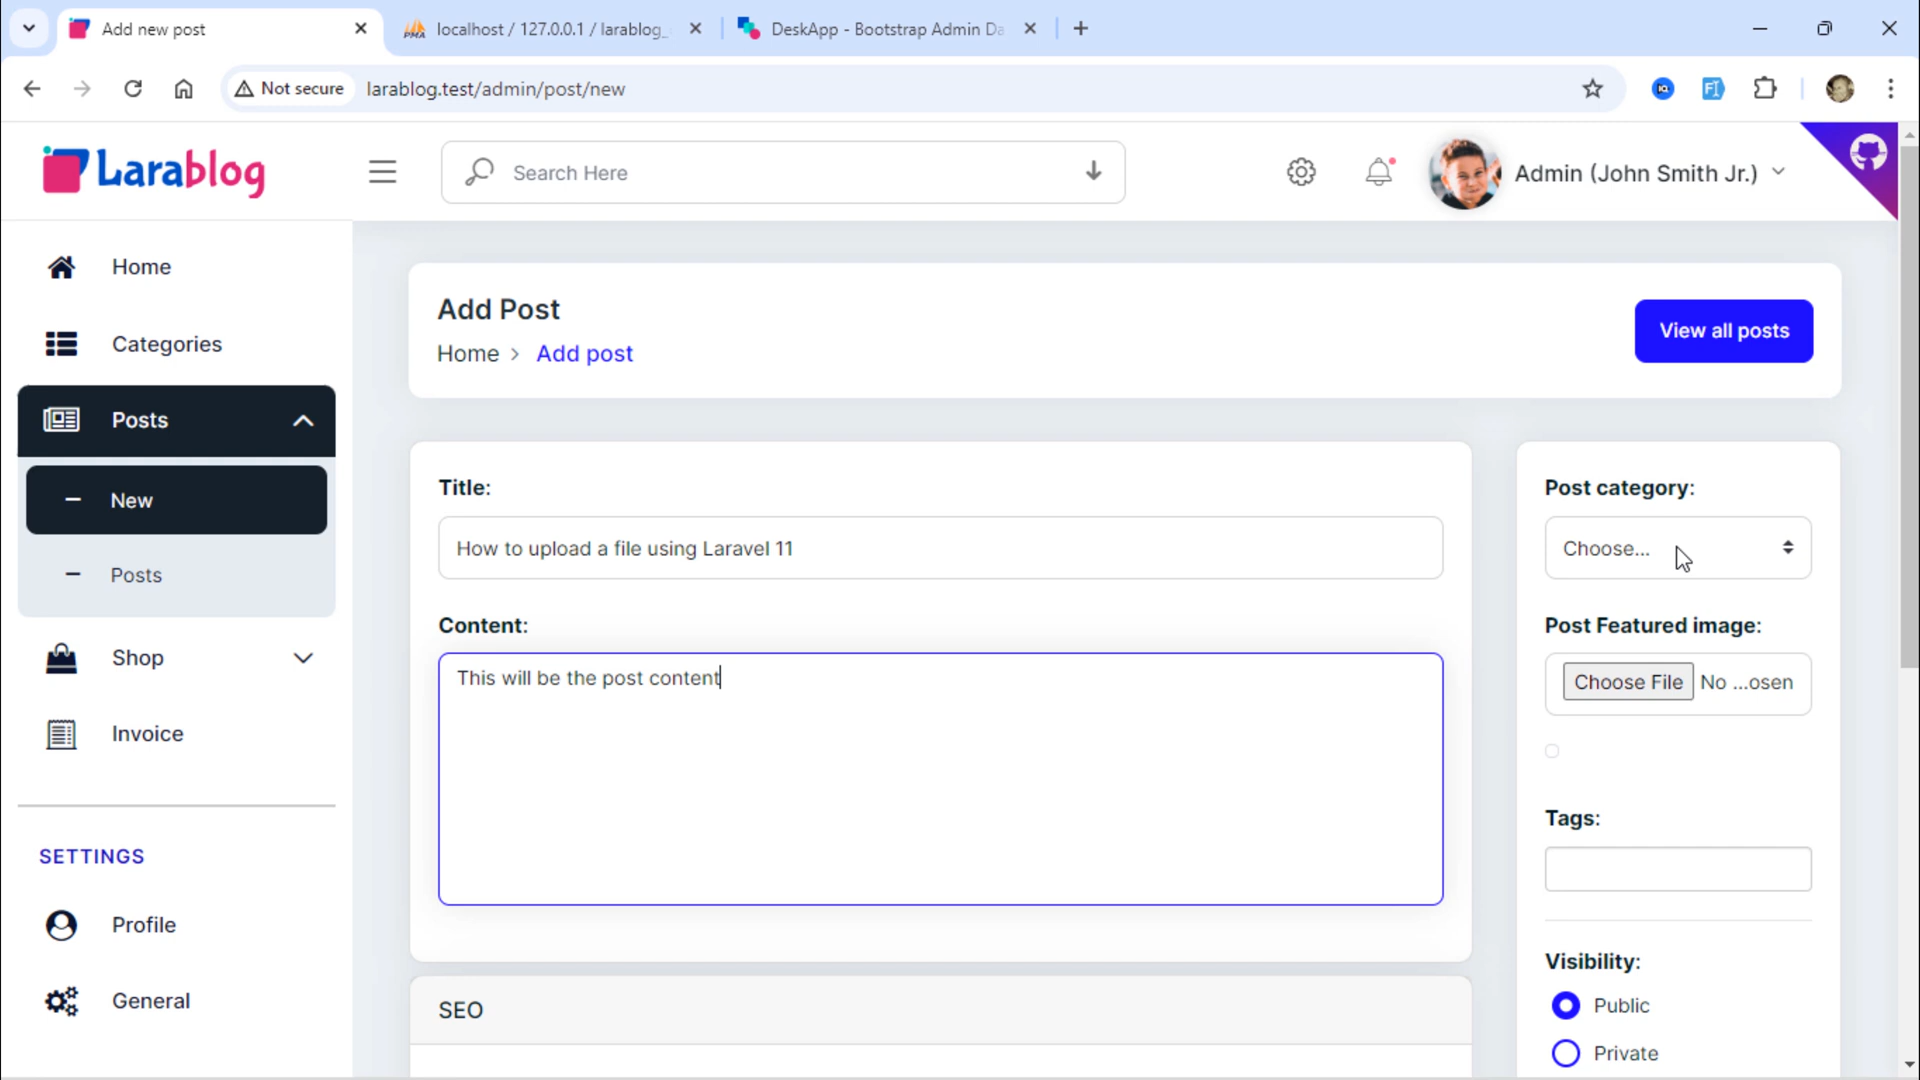 Add new post
localhost / 127.0.0.1 / larablog_
DeskApp - Bootstrap Admin Da
Not secure
larablog.test/admin/post/new
Larablog
Search Here
Admin (John Smith Jr.)
Home
Categories
Posts
New
Posts
Shop
Invoice
SETTINGS
Profile
General
Add Post
Home > Add post
View all posts
Title:
How to upload a file using Laravel 11
Content:
This will be the post content
SEO
Post category:
Choose...
Post Featured image:
Choose File No ...osen
Tags:
Visibility:
Public
Private